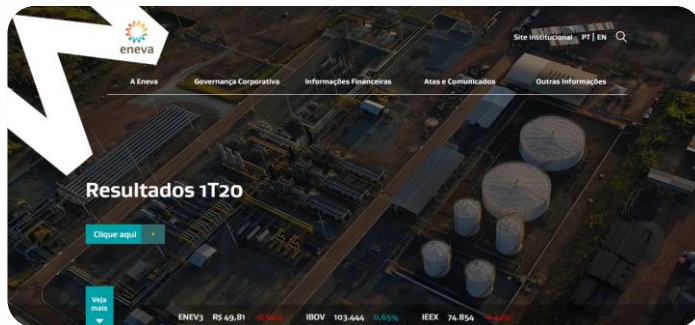 eneva
Site institucional PT | EN
A Eneva Governança Corporativa Informações Financeiras Atas e Comunicados Outras Informações
Resultados 1T20
Clique aqui
Veja
mais
ENEV3 R$ 49,81 IBOV 103.444 0,65% IEEX 74.854